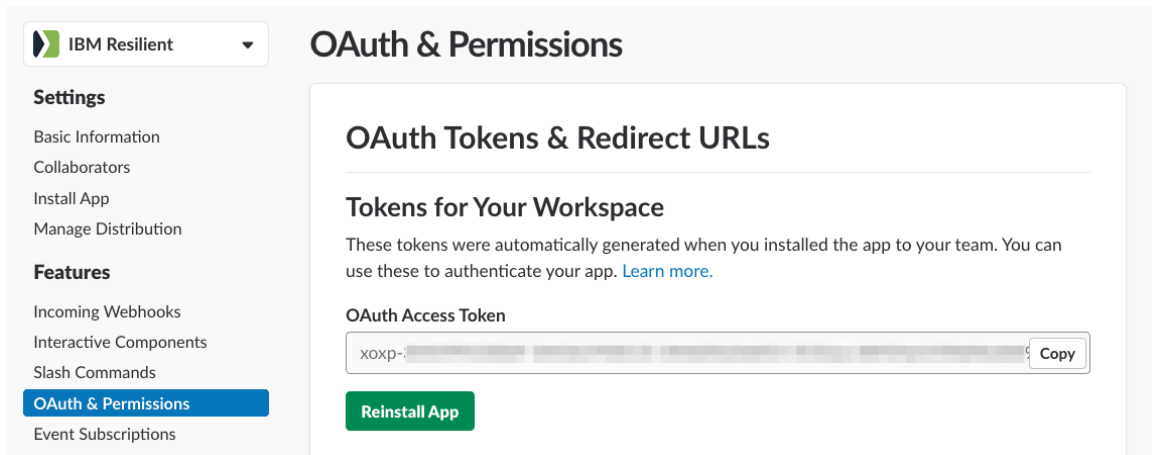 IBM Resilient
Settings
Basic Information
Collaborators
Install App
Manage Distribution
Features
Incoming Webhooks
Interactive Components
Slash Commands
OAuth & Permissions
Event Subscriptions
OAuth & Permissions
OAuth Tokens & Redirect URLs
Tokens for Your Workspace
These tokens were automatically generated when you installed the app to your team. You can
use these to authenticate your app. Learn more.
OAuth Access Token
xoxp-
Copy
Reinstall App